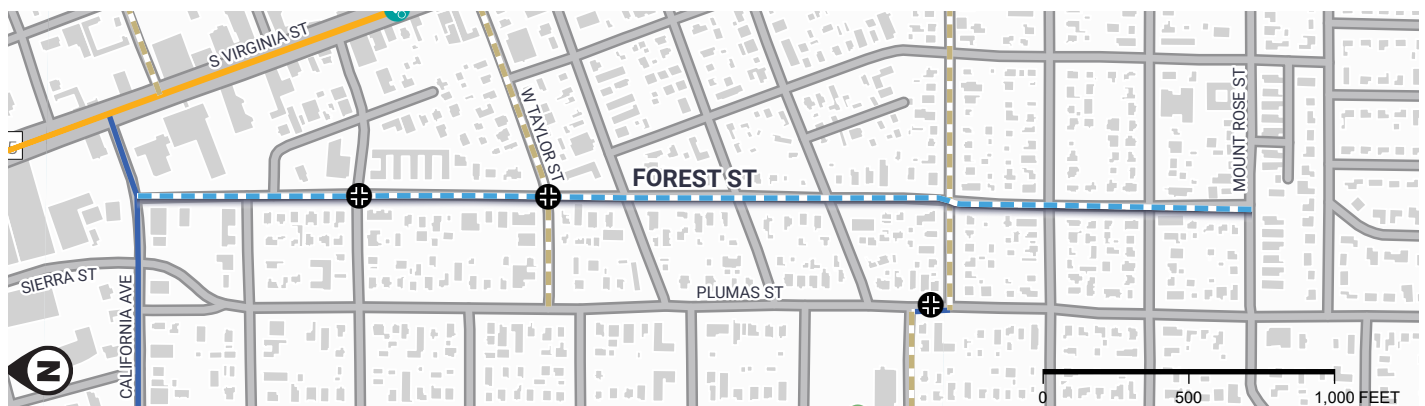 S VIRGINIA ST
W TAYLOR ST
MOUNT ROSE ST
FOREST ST
SIERRA ST
CALIFORNIA AVE
PLUMAS ST
N
0 500 1,000 FEET